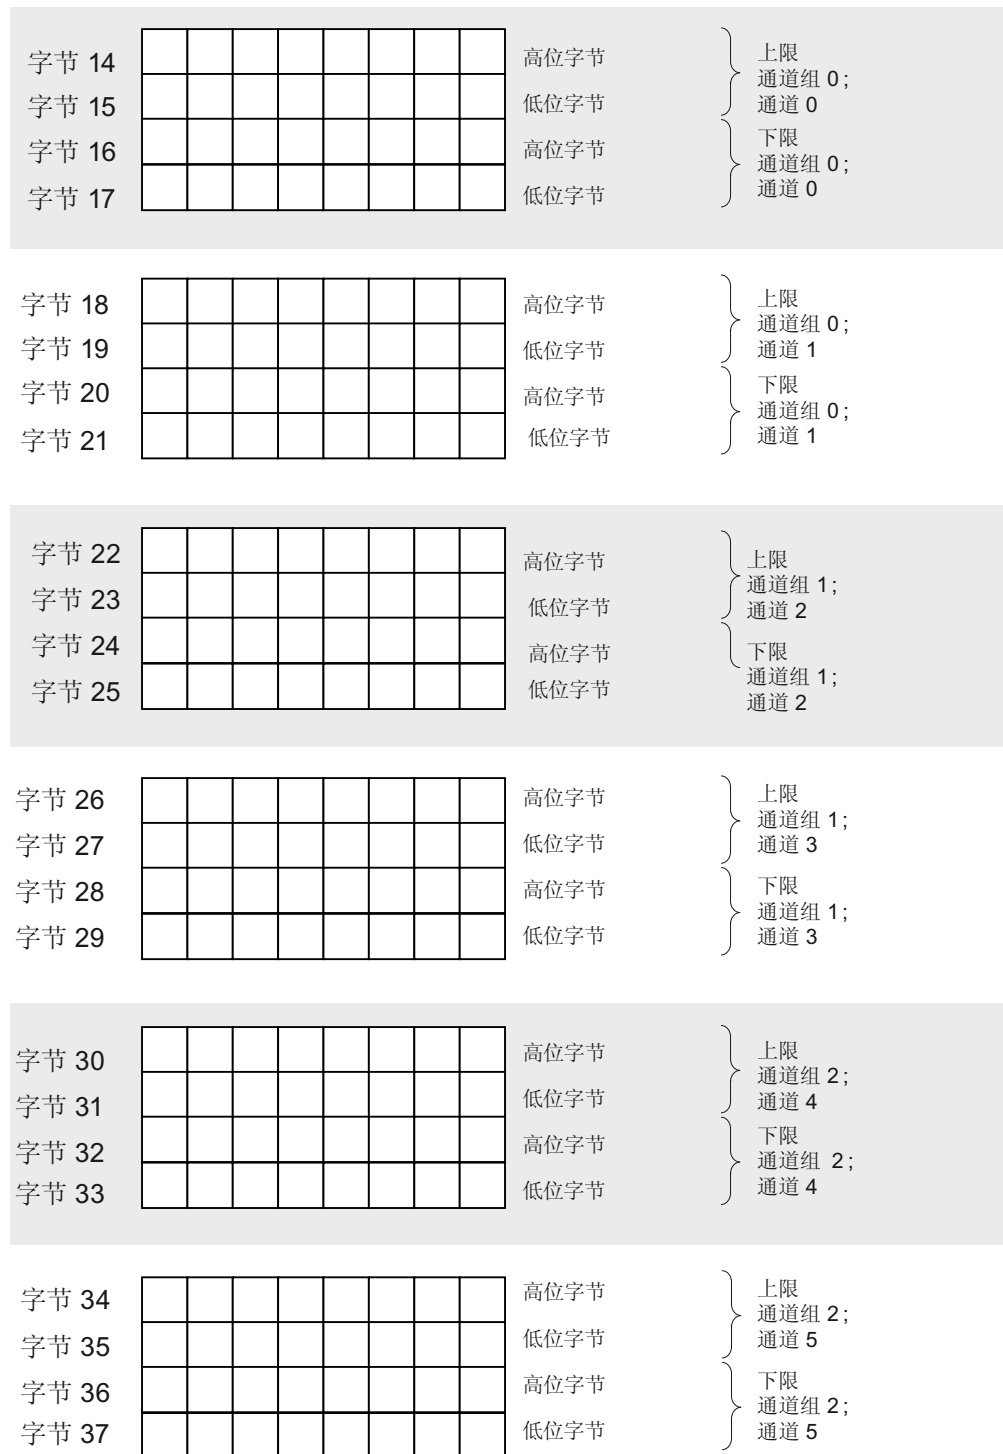 字节 14
高位字节
上限
通道组 0;
字节 15
低位字节
通道 0
字节 16
高位字节
下限
通道组 0;
字节 17
低位字节
通道 0
字节 18
高位字节
上限
通道组 0;
字节 19
低位字节
通道 1
字节 20
高位字节
下限
通道组 0;
字节 21
低位字节
通道 1
字节 22
高位字节
上限
通道组 1;
字节 23
低位字节
通道 2
字节 24
高位字节
下限
通道组 1;
字节 25
低位字节
通道 2
字节 26
高位字节
上限
通道组 1;
字节 27
低位字节
通道 3
字节 28
高位字节
下限
通道组 1;
字节 29
低位字节
通道 3
字节 30
高位字节
上限
通道组 2;
字节 31
低位字节
通道 4
字节 32
高位字节
下限
通道组 2;
字节 33
低位字节
通道 4
字节 34
高位字节
上限
通道组 2;
字节 35
低位字节
通道 5
字节 36
高位字节
下限
通道组 2;
字节 37
低位字节
通道 5